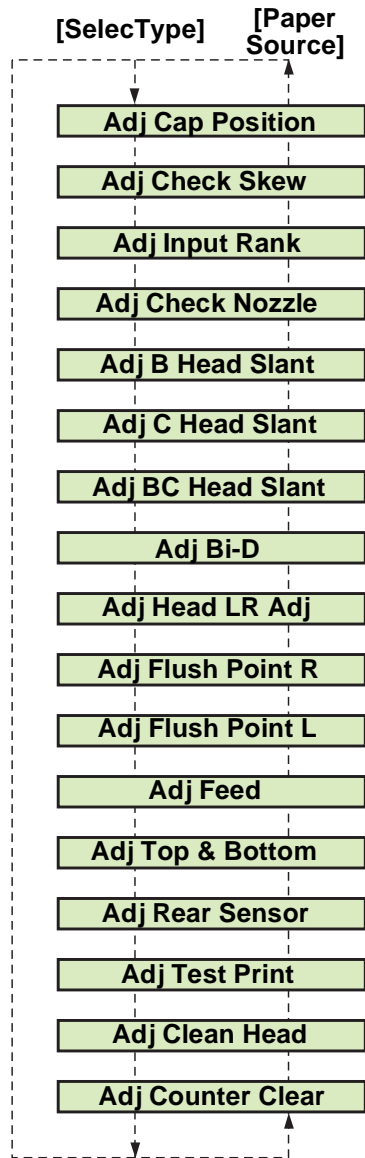 [SelecType]
[Paper
Source]
Adj Cap Position
Adj Check Skew
Adj Input Rank
Adj Check Nozzle
Adj B Head Slant
Adj C Head Slant
Adj BC Head Slant
Adj Bi-D
Adj Head LR Adj
Adj Flush Point R
Adj Flush Point L
Adj Feed
Adj Top & Bottom
Adj Rear Sensor
Adj Test Print
Adj Clean Head
Adj Counter Clear